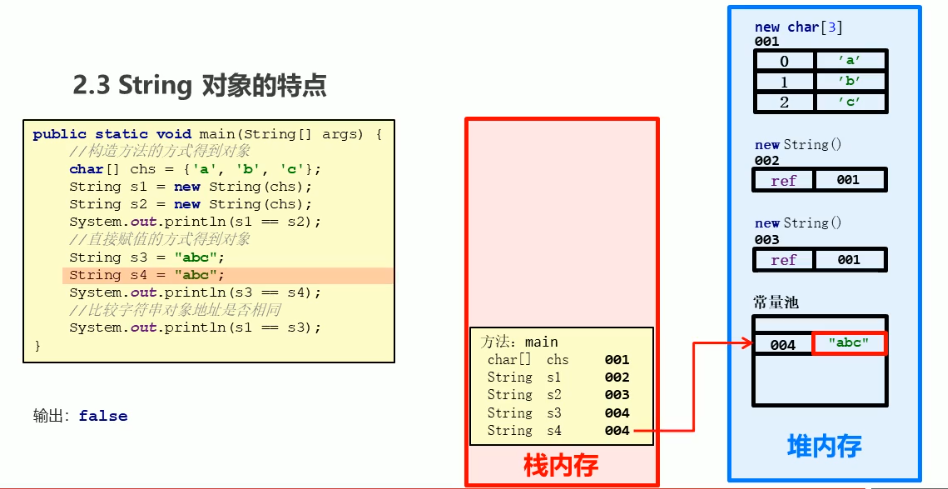 2.3 String 对象的特点
public static void main(String[] args) {
//构造方法的方式得到对象
char[] chs = {'a', 'b', 'c'};
String s1 = new String(chs);
String s2 = new String(chs);
System.out.println(s1 == s2);
//直接赋值的方式得到对象
String s3 = "abc";
String s4 = "abc";
System.out.println(s3 == s4);
//比较字符串对象地址是否相同
System.out.println(s1 == s3);
}
输出：false
方法：main
char[] chs 001
String s1 002
String s2 003
String s3 004
String s4 004
栈内存
new char[3]
001
0 'a'
1 'b'
2 'c'
new String()
002
ref 001
new String()
003
ref 001
常量池
004 "abc"
堆内存